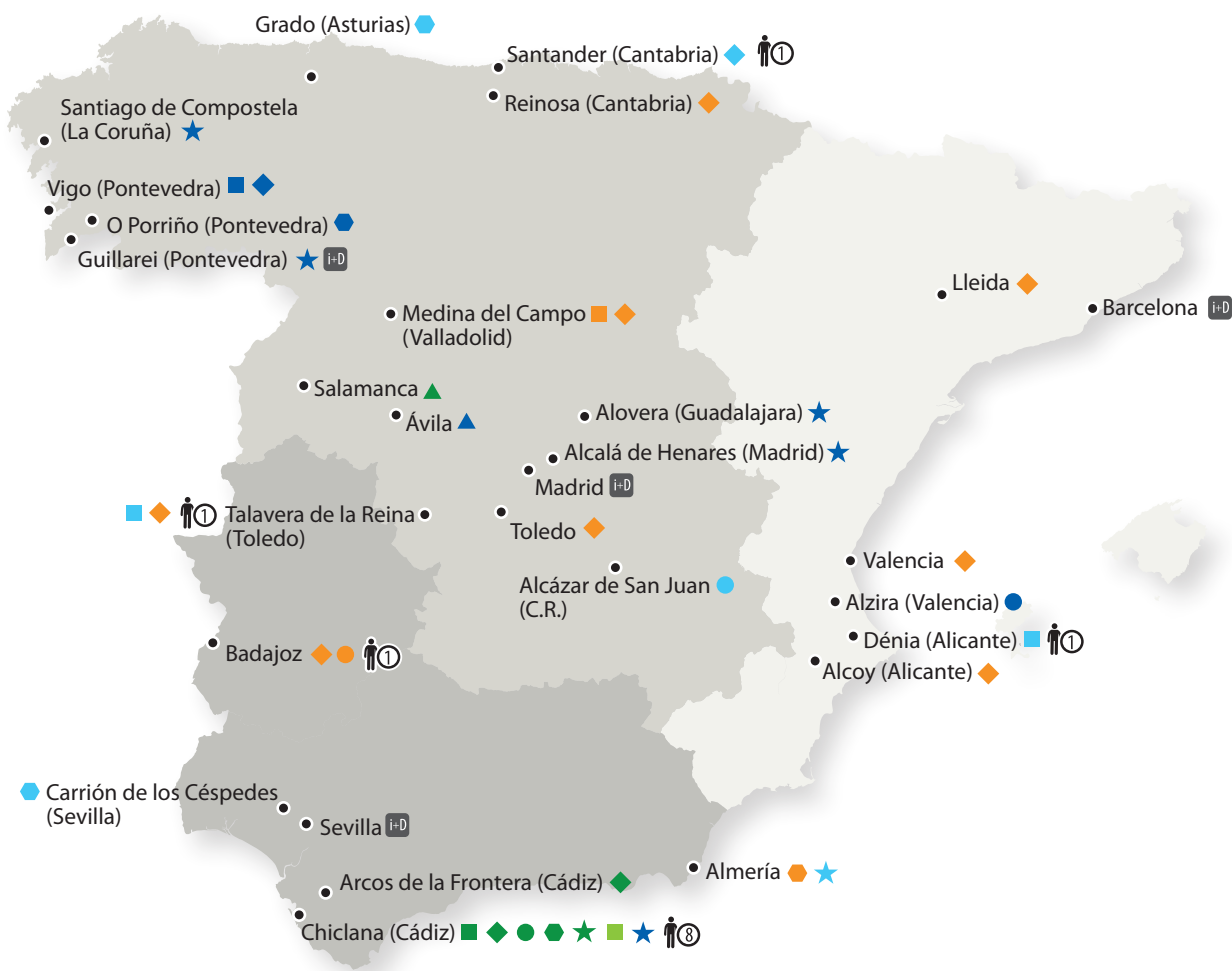 Grado (Asturias)
Santander (Cantabria) 1
Reinosa (Cantabria)
Santiago de Compostela
(La Coruña)
Vigo (Pontevedra)
O Porriño (Pontevedra)
Guillarei (Pontevedra) i+D
Lleida
Barcelona i+D
Medina del Campo
(Valladolid)
Salamanca
Ávila
Alovera (Guadalajara)
Alcalá de Henares (Madrid)
Madrid i+D
1 Talavera de la Reina
(Toledo)
Toledo
Valencia
Alcázar de San Juan
(C.R.)
Alzira (Valencia)
Dénia (Alicante) 1
Badajoz 1
Alcoy (Alicante)
Carrión de los Céspedes
(Sevilla)
Sevilla i+D
Almería
Arcos de la Frontera (Cádiz)
Chiclana (Cádiz) 8